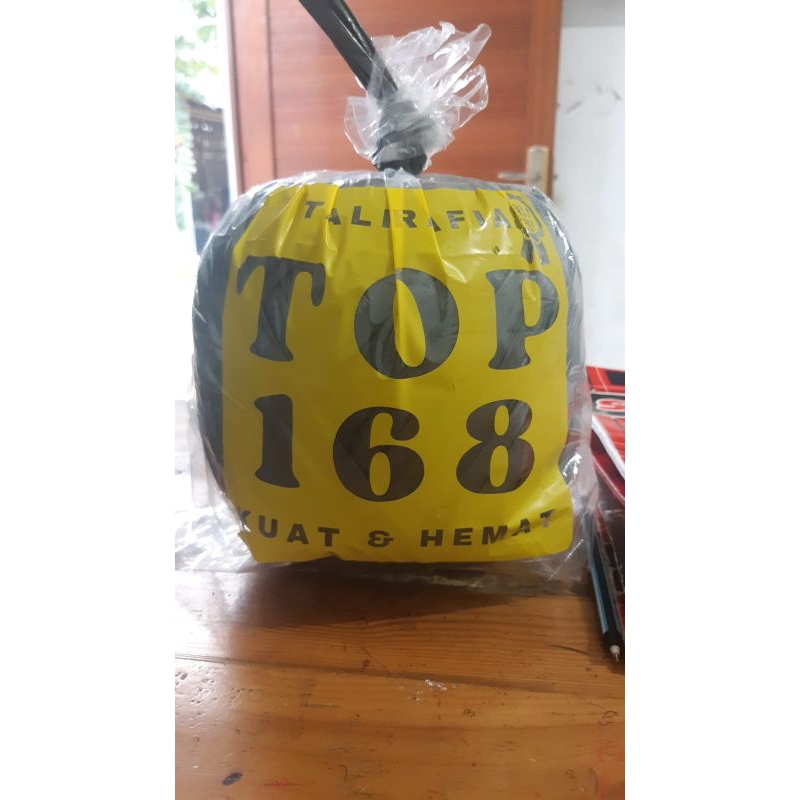 TALI RAFIA
TOP
168
KUAT & HEMAT